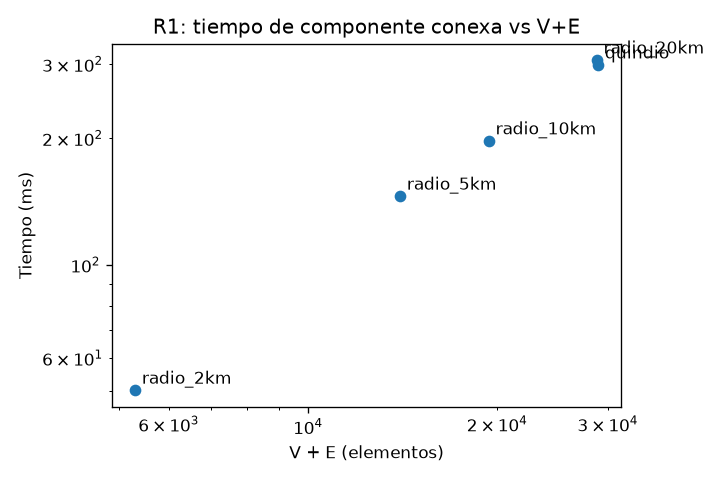 R1: tiempo de componente conexa vs V+E
radio_20km
quindio
3 × 10²
2 × 10²
radio_10km
radio_5km
Tiempo (ms)
10²
6 × 10¹
radio_2km
6 × 10³
10⁴
2 × 10⁴
3 × 10⁴
V + E (elementos)